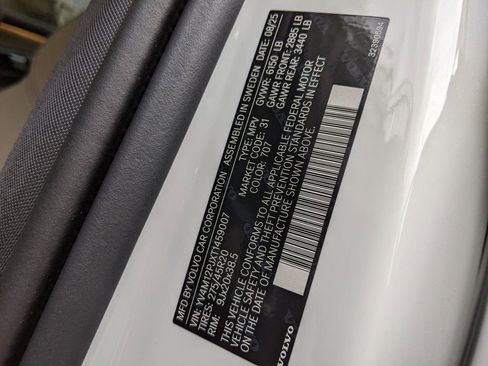 MFD BY VOLVO CAR CORPORATION ASSEMBLED IN SWEDEN DATE: 08/25
VIN: YV4M12PJXT1459007 TYPE: MPV GVWR: 6150 LB
TIRES: 275/45R20 MARKET CODE: 31 GAWR FRONT: 2885 LB
RIM: 9Jx20x38.5 COLOR: 707 GAWR REAR: 3440 LB
THIS VEHICLE CONFORMS TO ALL APPLICABLE FEDERAL MOTOR
VEHICLE SAFETY AND THEFT PREVENTION STANDARDS IN EFFECT
ON THE DATE OF MANUFACTURE SHOWN ABOVE.
VOLVO